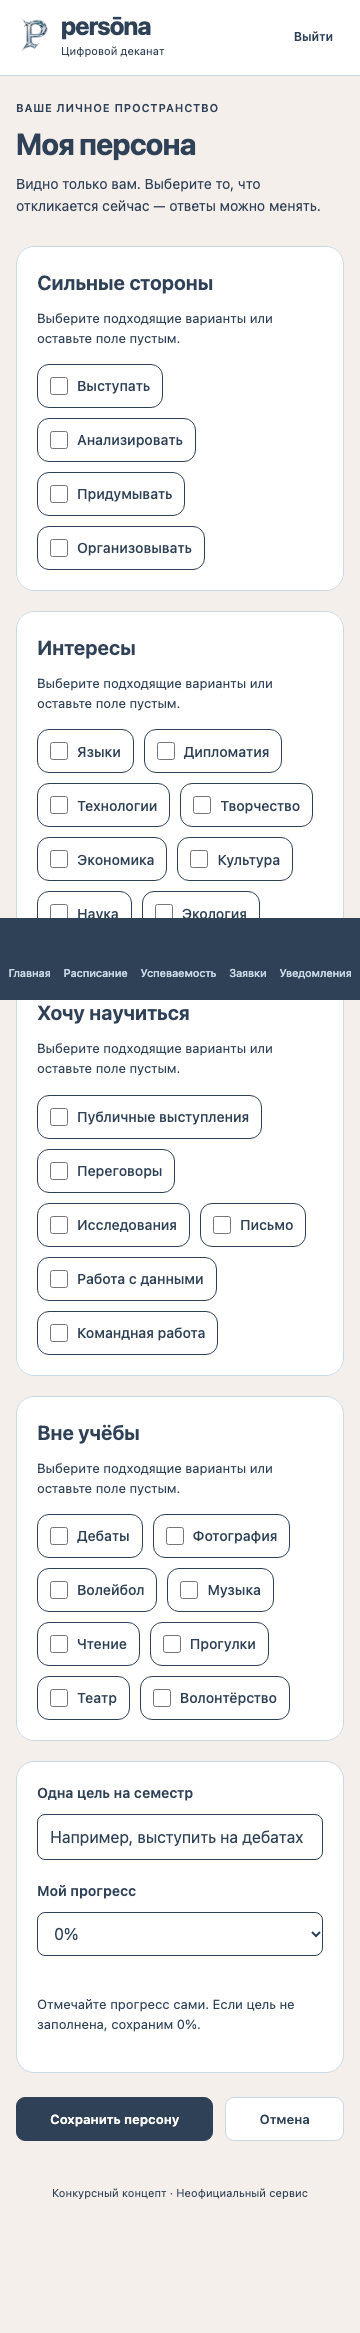 P
persōna
Цифровой деканат
Выйти
ВАШЕ ЛИЧНОЕ ПРОСТРАНСТВО
Моя персона
Видно только вам. Выберите то, что
откликается сейчас — ответы можно менять.
Сильные стороны
Выберите подходящие варианты или
оставьте поле пустым.
Выступать
Анализировать
Придумывать
Организовывать
Интересы
Выберите подходящие варианты или
оставьте поле пустым.
Языки
Дипломатия
Технологии
Творчество
Экономика
Культура
Наука
Экология
Главная
Расписание
Успеваемость
Заявки
Уведомления
Хочу научиться
Выберите подходящие варианты или
оставьте поле пустым.
Публичные выступления
Переговоры
Исследования
Письмо
Работа с данными
Командная работа
Вне учёбы
Выберите подходящие варианты или
оставьте поле пустым.
Дебаты
Фотография
Волейбол
Музыка
Чтение
Прогулки
Театр
Волонтёрство
Одна цель на семестр
Например, выступить на дебатах
Мой прогресс
0%
Отмечайте прогресс сами. Если цель не
заполнена, сохраним 0%.
Сохранить персону
Отмена
Конкурсный концепт · Неофициальный сервис